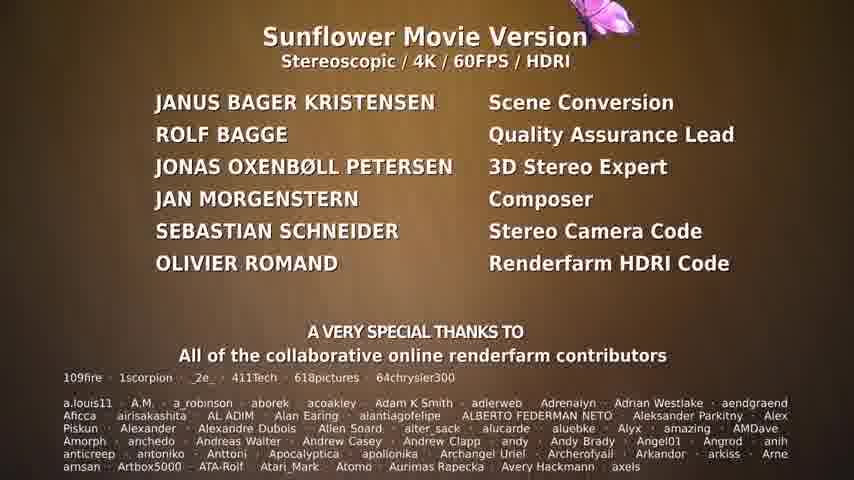 Sunflower Movie Version
Stereoscopic / 4K / 60FPS / HDRI
JANUS BAGER KRISTENSEN Scene Conversion
ROLF BAGGE Quality Assurance Lead
JONAS OXENBØLL PETERSEN 3D Stereo Expert
JAN MORGENSTERN Composer
SEBASTIAN SCHNEIDER Stereo Camera Code
OLIVIER ROMAND Renderfarm HDRI Code
A VERY SPECIAL THANKS TO
All of the collaborative online renderfarm contributors
109fire · 1scorpion · _2e_ · 411Tech · 618pictures · 64chrysler300
a.louis11 · A.M. · a_robinson · aborek · acoakley · Adam K Smith · adlerweb · Adrenalyn · Adrian Westlake · aendgraend
Aficca · airisakashita · AL ADIM · Alan Earing · alantiagofelipe · ALBERTO FEDERMAN NETO · Aleksander Parkitny · Alex
Piskun · Alexander · Alexandre Dubois · Allen Soard · alter_sack · alucarde · aluebke · Alyx · amazing · AMDave ·
Amorph · anchedo · Andreas Walter · Andrew Casey · Andrew Clapp · andy · Andy Brady · Angel01 · Angrod · anih
anticreep · antoniko · Anttoni · Apocalyptica · apolionika · Archangel Uriel · Archerofyaii · Arkandor · arkiss · Arne
arnsan · Artbox5000 · ATA-Rolf · Atari_Mark · Atomo · Aurimas Rapecka · Avery Hackmann · axels